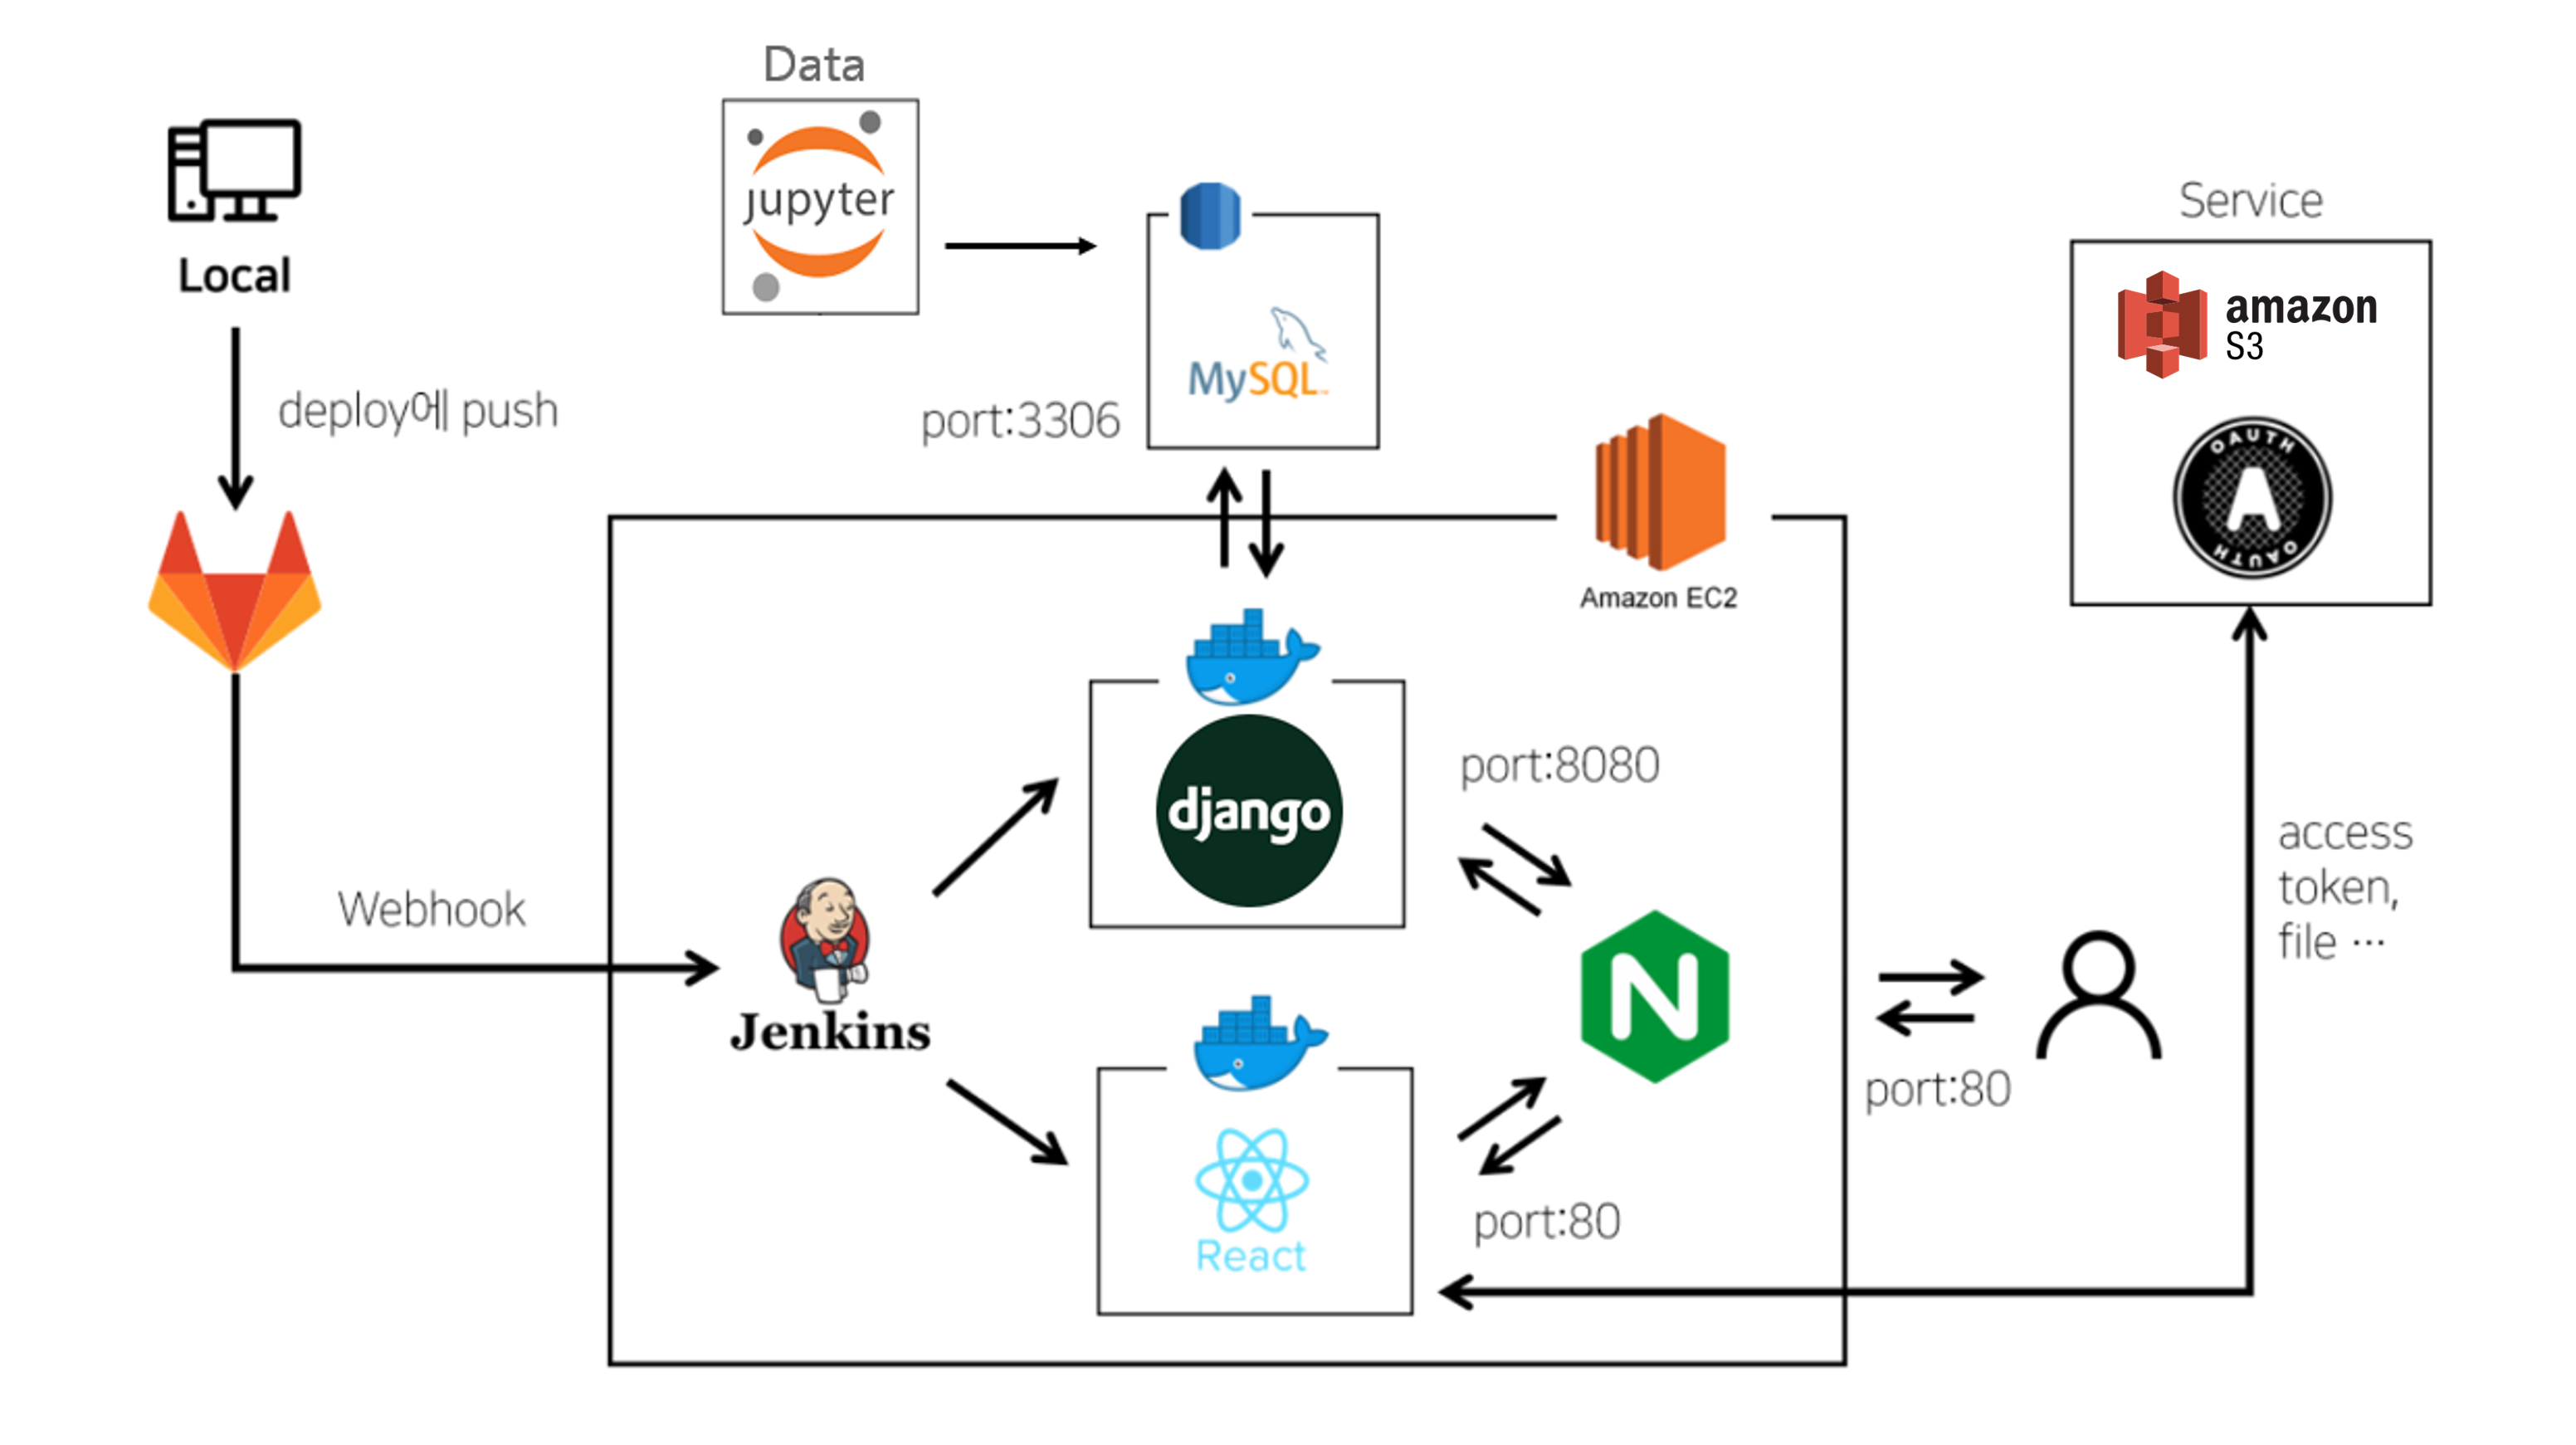 Data
jupyter
Local
deploy에 push
MySQL
port:3306
Service
amazon
S3
OAUTH
A
OAUTH
Amazon EC2
django
port:8080
Webhook
Jenkins
N
port:80
access
token,
file ...
React
port:80